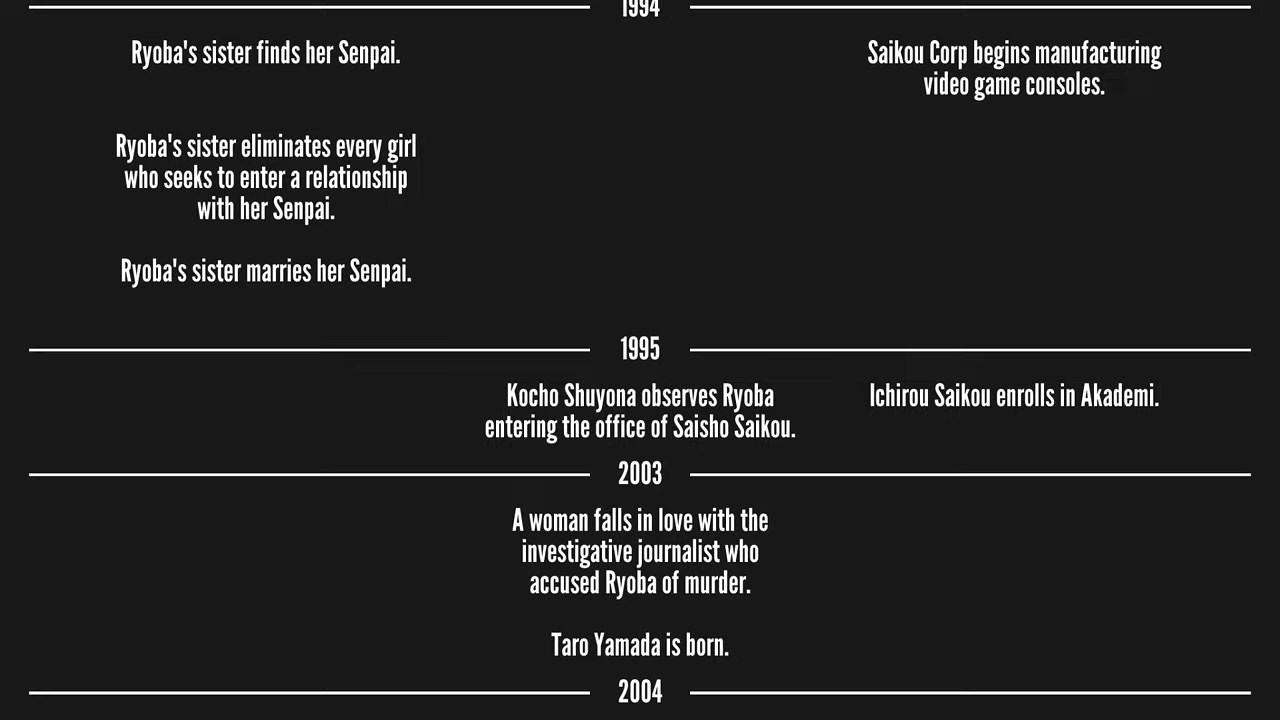 1994
Ryoba's sister finds her Senpai.
Saikou Corp begins manufacturing
video game consoles.
Ryoba's sister eliminates every girl
who seeks to enter a relationship
with her Senpai.
Ryoba's sister marries her Senpai.
1995
Kocho Shuyona observes Ryoba
entering the office of Saisho Saikou.
Ichirou Saikou enrolls in Akademi.
2003
A woman falls in love with the
investigative journalist who
accused Ryoba of murder.
Taro Yamada is born.
2004